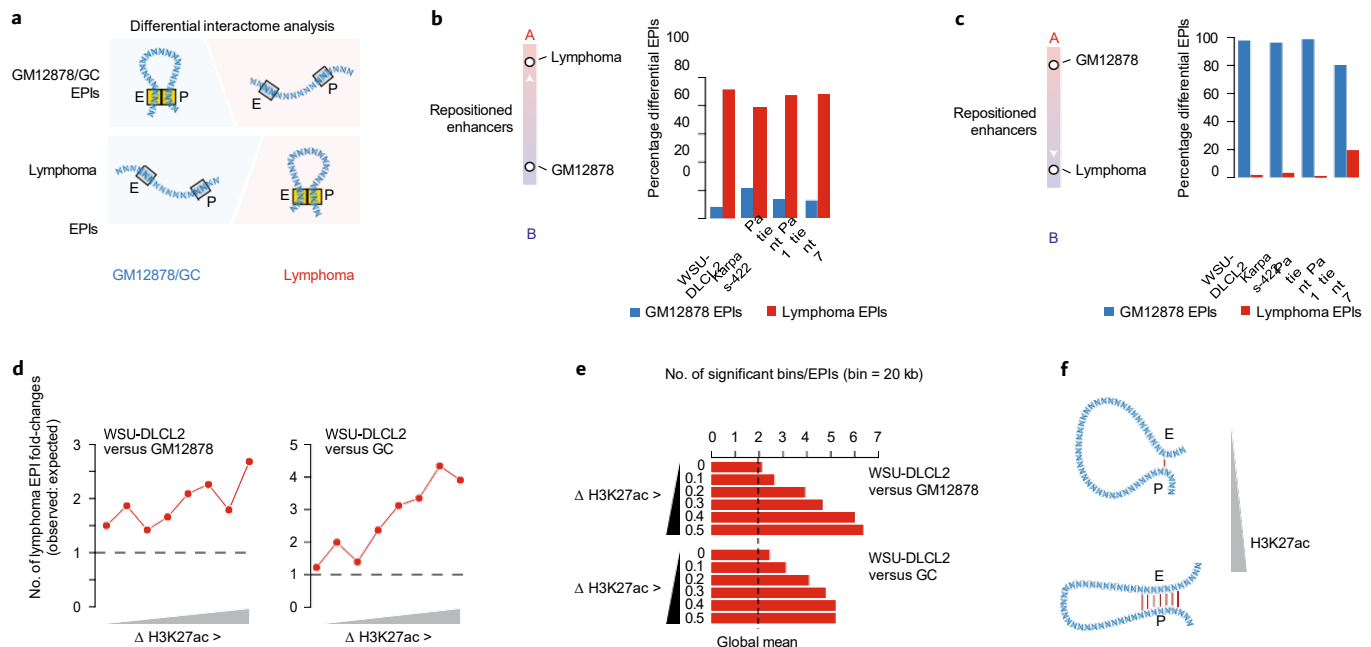 a
Differential interactome analysis
GM12878/GC
EPIs
E P
E
P
Lymphoma
EPIs
E
P
E P
GM12878/GC
Lymphoma
b
A
Lymphoma
Repositioned
enhancers
GM12878
B
Percentage differential EPIs
100
80
60
40
20
0
WSU-
DLCL2
Karpa
s-422
Pa
tie
nt
1
Pa
tie
nt
7
GM12878 EPIs
Lymphoma EPIs
c
A
GM12878
Repositioned
enhancers
Lymphoma
B
Percentage differential EPIs
100
80
60
40
20
0
WSU-
DLCL2
Karpa
s-422
Pa
tie
nt
1
Pa
tie
nt
7
GM12878 EPIs
Lymphoma EPIs
d
No. of lymphoma EPI fold-changes
(observed: expected)
WSU-DLCL2
versus GM12878
3
2
1
0
Δ H3K27ac >
WSU-DLCL2
versus GC
5
4
3
2
1
0
Δ H3K27ac >
e
No. of significant bins/EPIs (bin = 20 kb)
0 1 2 3 4 5 6 7
Δ H3K27ac >
0
0.1
0.2
0.3
0.4
0.5
WSU-DLCL2
versus GM12878
Δ H3K27ac >
0
0.1
0.2
0.3
0.4
0.5
WSU-DLCL2
versus GC
Global mean
f
E
P
H3K27ac
E
P